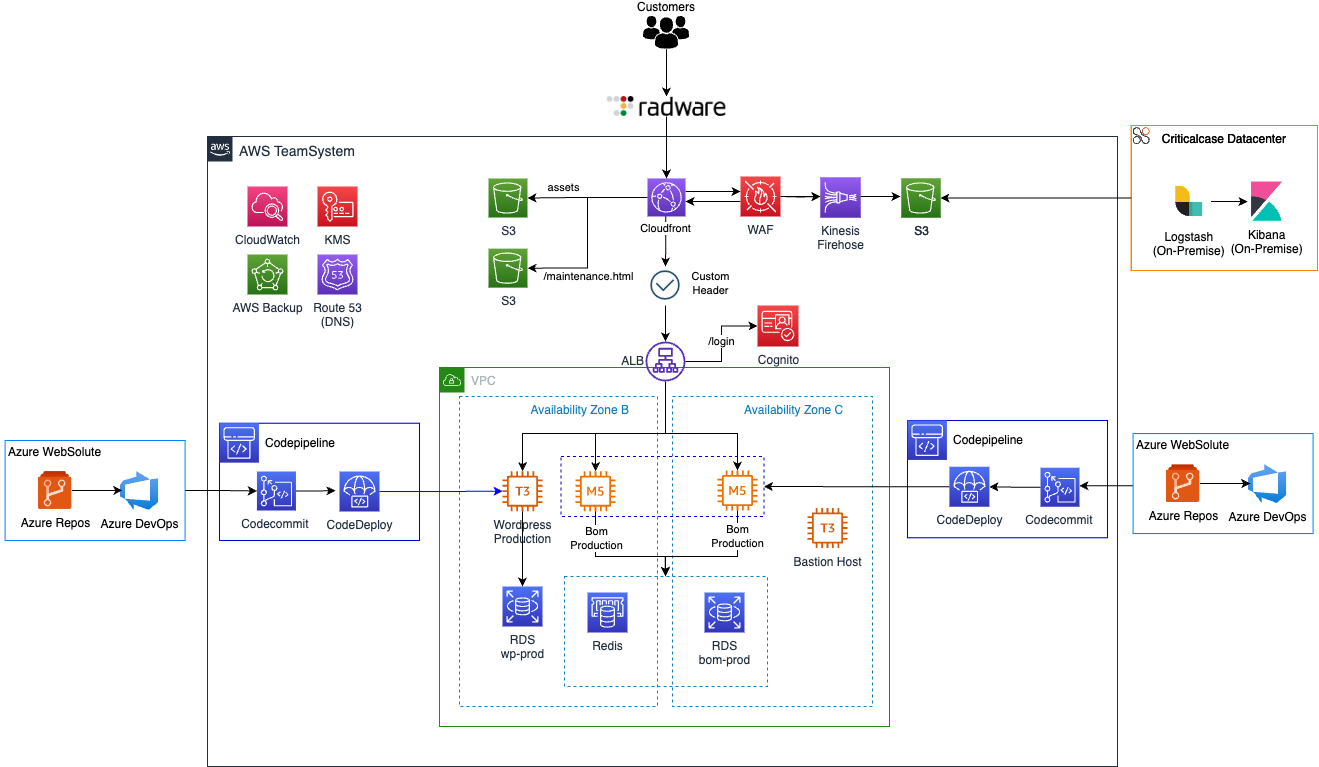 Customers
radware
aws
AWS TeamSystem
Criticalcase Datacenter
assets
CloudWatch
KMS
S3
Cloudfront
WAF
Kinesis
Firehose
S3
Logstash
(On-Premise)
Kibana
(On-Premise)
53
AWS Backup
Route 53
(DNS)
/maintenance.html
S3
Custom
Header
/login
ALB
Cognito
VPC
Availability Zone B
Availability Zone C
Azure WebSolute
Azure Repos
Azure DevOps
Codepipeline
Codecommit
CodeDeploy
T3
Wordpress
Production
M5
Bom
Production
M5
Bom
Production
T3
Bastion Host
Codepipeline
CodeDeploy
Codecommit
Azure WebSolute
Azure Repos
Azure DevOps
RDS
wp-prod
Redis
RDS
bom-prod